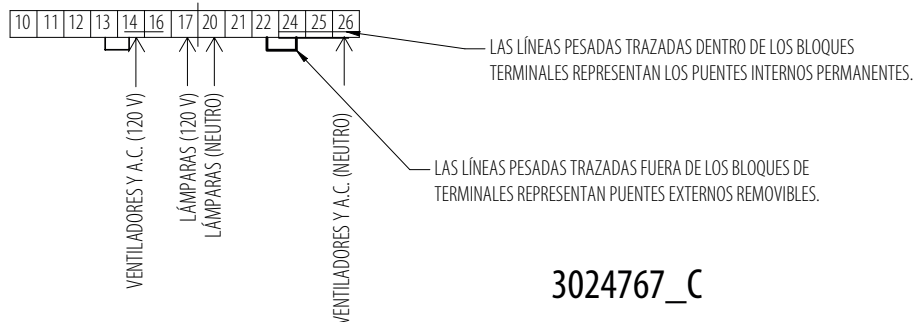 10 11 12 13 14 16 17 20 21 22 24 25 26
LAS LÍNEAS PESADAS TRAZADAS DENTRO DE LOS BLOQUES
TERMINALES REPRESENTAN LOS PUENTES INTERNOS PERMANENTES.
VENTILADORES Y A.C. (120 V)
LÁMPARAS (120 V)
LÁMPARAS (NEUTRO)
VENTILADORES Y A.C. (NEUTRO)
LAS LÍNEAS PESADAS TRAZADAS FUERA DE LOS BLOQUES DE
TERMINALES REPRESENTAN PUENTES EXTERNOS REMOVIBLES.
3024767_C